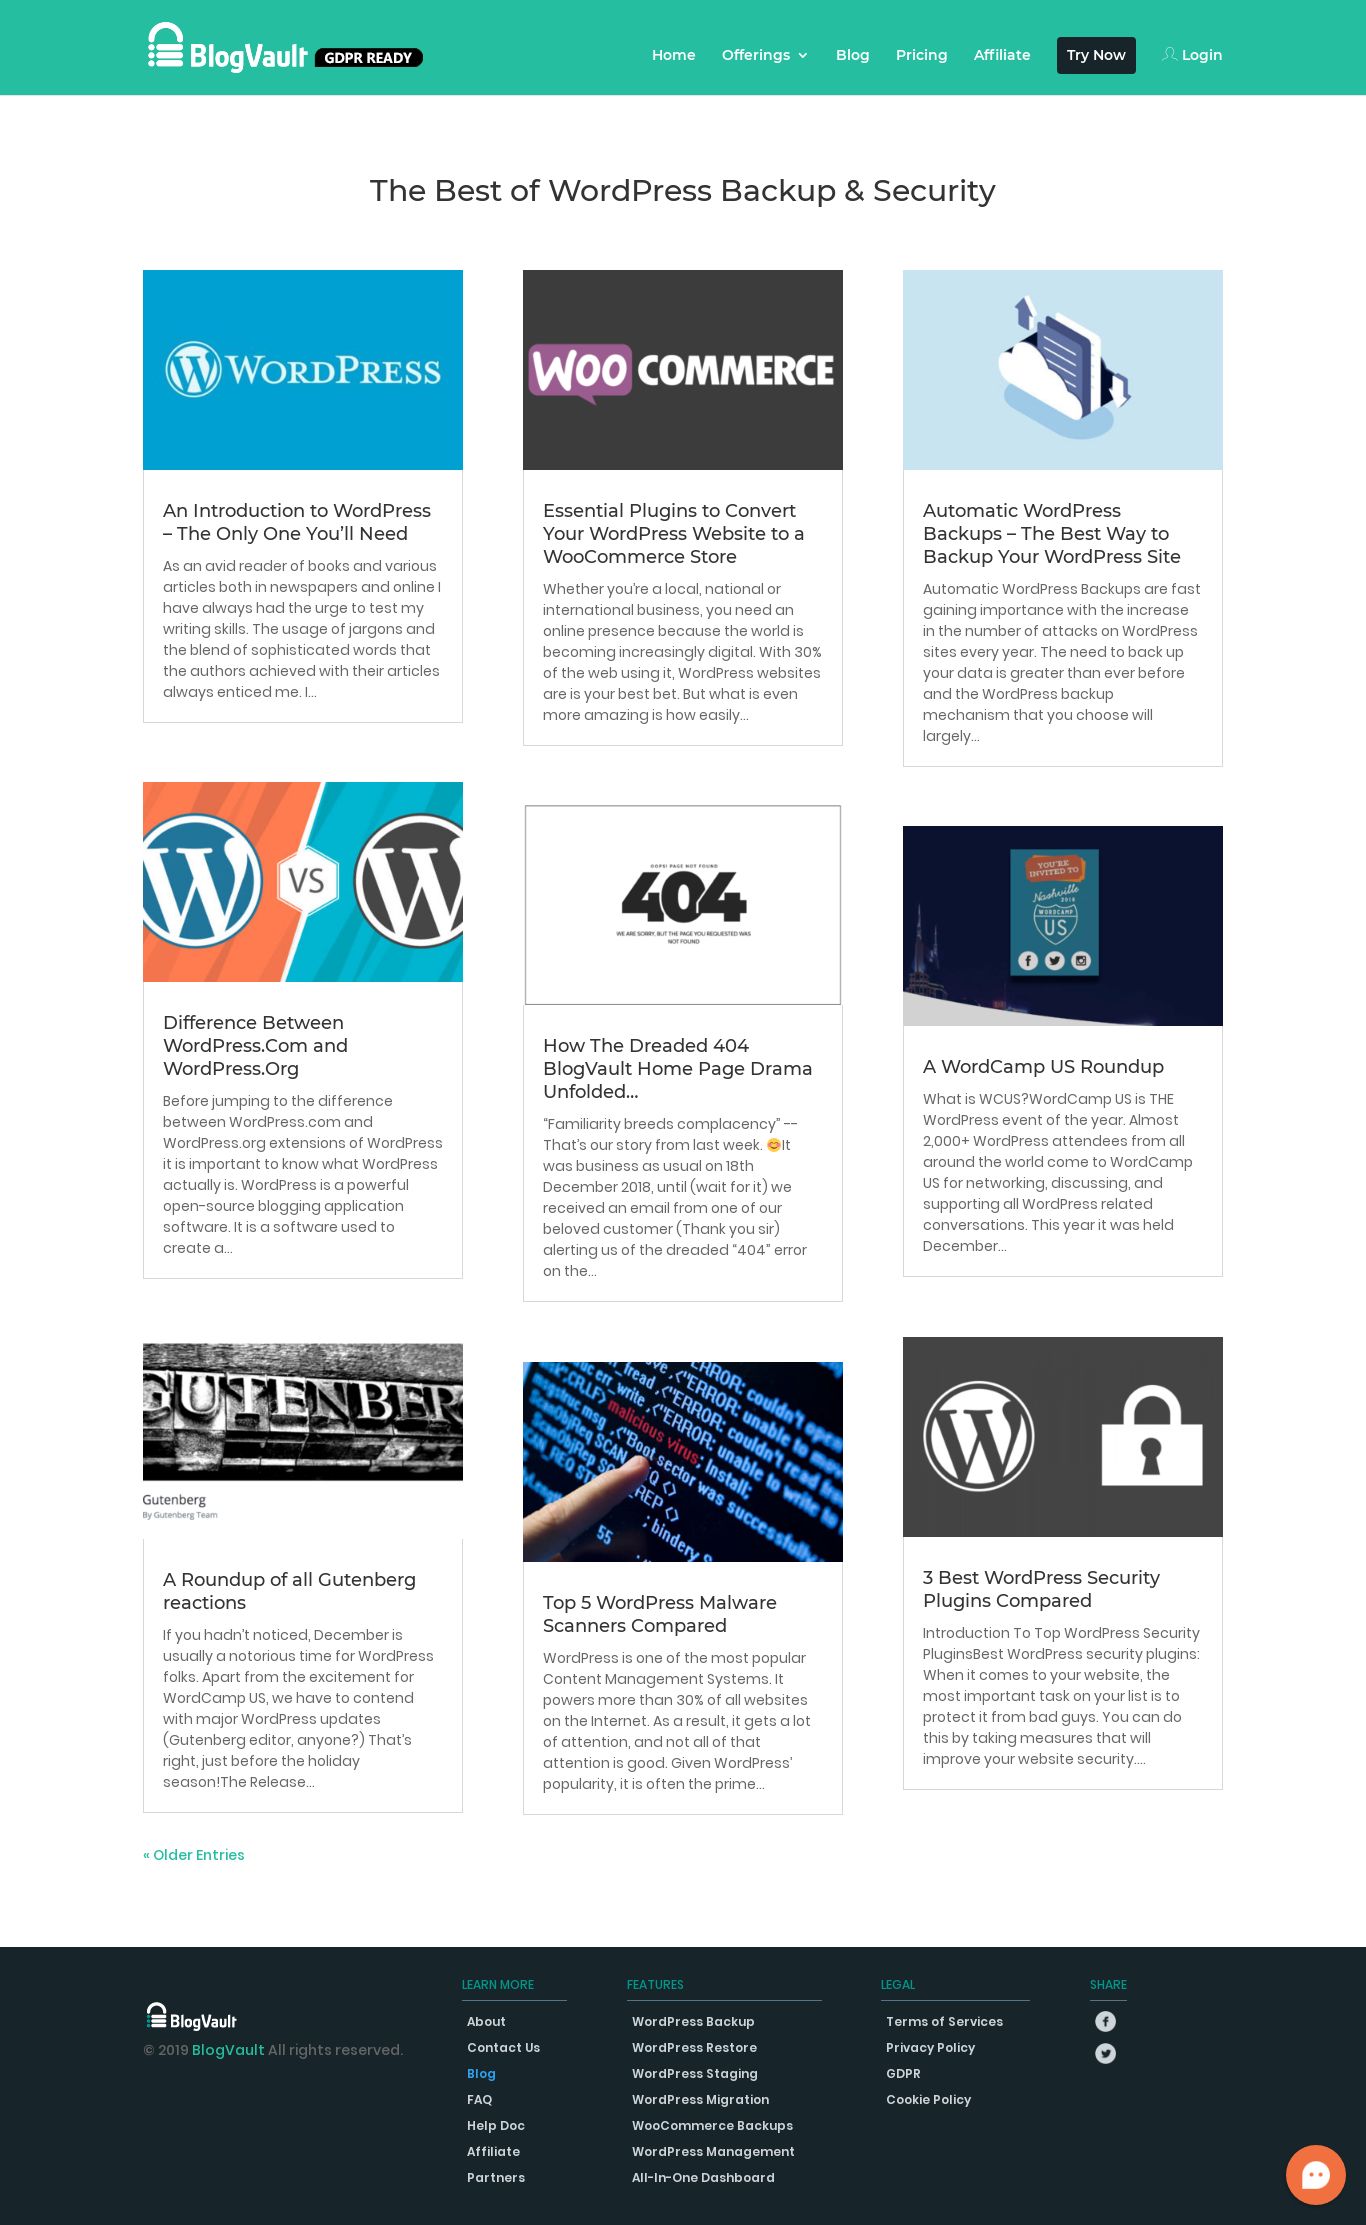 BlogVault GDPR READY
Home Offerings Blog Pricing Affiliate Try Now Login
The Best of WordPress Backup & Security
WORDPRESS
An Introduction to WordPress
– The Only One You’ll Need
As an avid reader of books and various
articles both in newspapers and online I
have always had the urge to test my
writing skills. The usage of jargons and
the blend of sophisticated words that
the authors achieved with their articles
always enticed me. I...
WOO COMMERCE
Essential Plugins to Convert
Your WordPress Website to a
WooCommerce Store
Whether you’re a local, national or
international business, you need an
online presence because the world is
becoming increasingly digital. With 30%
of the web using it, WordPress websites
are is your best bet. But what is even
more amazing is how easily...
Automatic WordPress
Backups – The Best Way to
Backup Your WordPress Site
Automatic WordPress Backups are fast
gaining importance with the increase
in the number of attacks on WordPress
sites every year. The need to back up
your data is greater than ever before
and the WordPress backup
mechanism that you choose will
largely...
VS
Difference Between
WordPress.Com and
WordPress.Org
Before jumping to the difference
between WordPress.com and
WordPress.org extensions of WordPress
it is important to know what WordPress
actually is. WordPress is a powerful
open-source blogging application
software. It is a software used to
create a...
OOPS! PAGE NOT FOUND
404
WE ARE SORRY, BUT THE PAGE YOU REQUESTED WAS
NOT FOUND
How The Dreaded 404
BlogVault Home Page Drama
Unfolded…
“Familiarity breeds complacency” --
That’s our story from last week. 😊It
was business as usual on 18th
December 2018, until (wait for it) we
received an email from one of our
beloved customer (Thank you sir)
alerting us of the dreaded “404” error
on the...
YOU'RE
INVITED TO
Nashville
2018
WORDCAMP
US
A WordCamp US Roundup
What is WCUS?WordCamp US is THE
WordPress event of the year. Almost
2,000+ WordPress attendees from all
around the world come to WordCamp
US for networking, discussing, and
supporting all WordPress related
conversations. This year it was held
December...
GUTENBER
Gutenberg
By Gutenberg Team
A Roundup of all Gutenberg
reactions
If you hadn’t noticed, December is
usually a notorious time for WordPress
folks. Apart from the excitement for
WordCamp US, we have to contend
with major WordPress updates
(Gutenberg editor, anyone?) That’s
right, just before the holiday
season!The Release...
malicious virus
Top 5 WordPress Malware
Scanners Compared
WordPress is one of the most popular
Content Management Systems. It
powers more than 30% of all websites
on the Internet. As a result, it gets a lot
of attention, and not all of that
attention is good. Given WordPress’
popularity, it is often the prime...
3 Best WordPress Security
Plugins Compared
Introduction To Top WordPress Security
PluginsBest WordPress security plugins:
When it comes to your website, the
most important task on your list is to
protect it from bad guys. You can do
this by taking measures that will
improve your website security....
« Older Entries
BlogVault
© 2019 BlogVault All rights reserved.
LEARN MORE
About
Contact Us
Blog
FAQ
Help Doc
Affiliate
Partners
FEATURES
WordPress Backup
WordPress Restore
WordPress Staging
WordPress Migration
WooCommerce Backups
WordPress Management
All-In-One Dashboard
LEGAL
Terms of Services
Privacy Policy
GDPR
Cookie Policy
SHARE